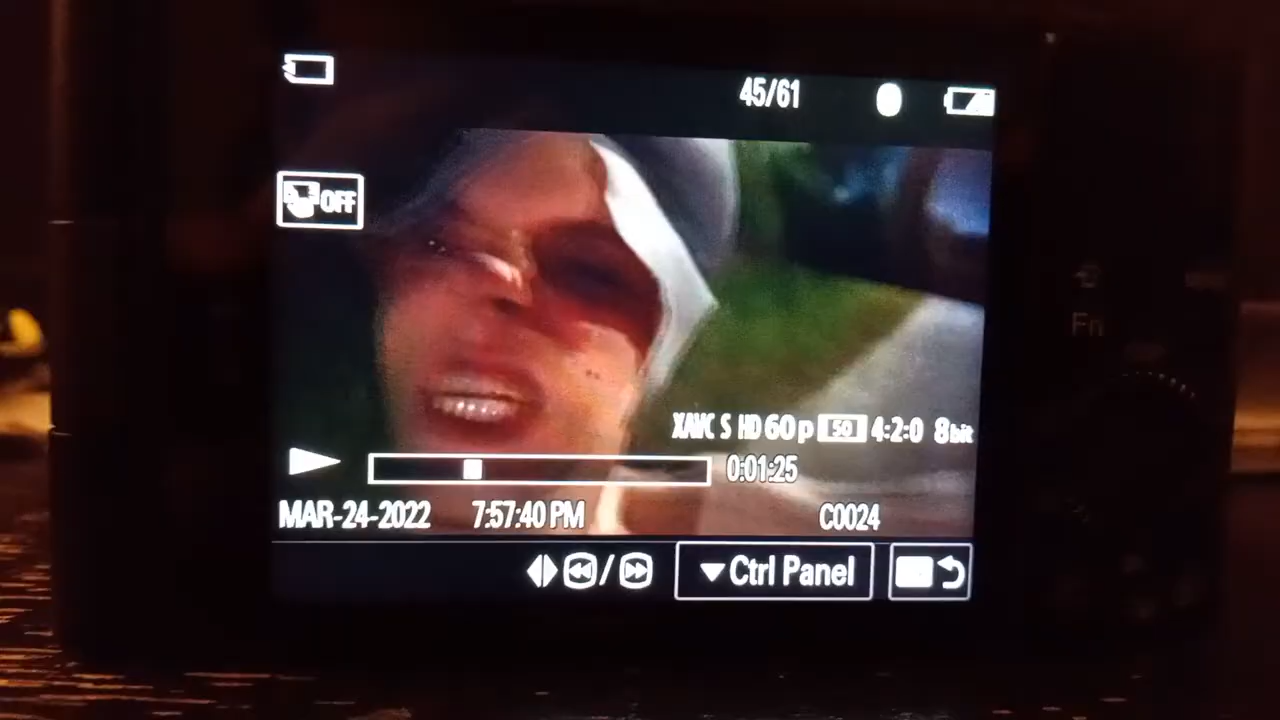 45/61
OFF
Fn
XAVC S HD 60p 50 4:2:0 8bit
0:01:25
MAR-24-2022 7:57:40 PM C0024
/ Ctrl Panel